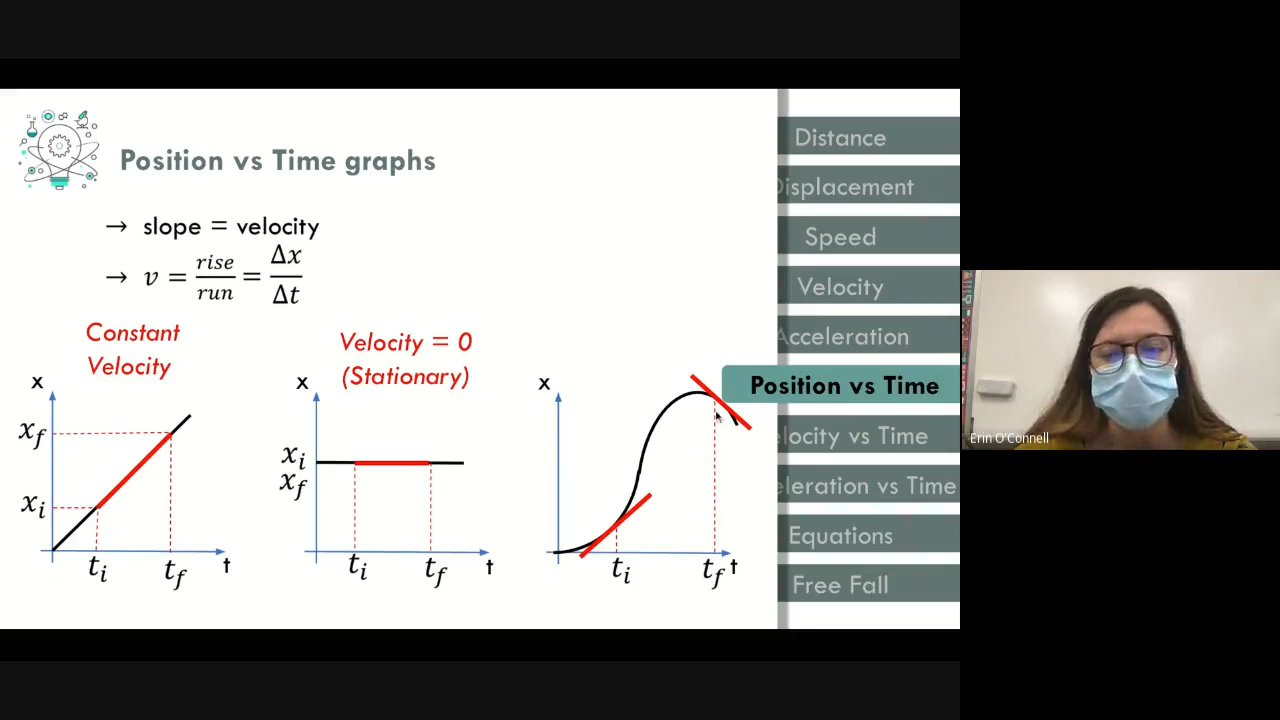 Position vs Time graphs
→ slope = velocity
→ v = rise/run = Δx/Δt
Constant
Velocity
x
x_f
x_i
t_i
t_f
t
Velocity = 0
(Stationary)
x
x_i
x_f
t_i
t_f
t
x
t_i
t_f
t
Distance
Displacement
Speed
Velocity
Acceleration
Position vs Time
elocity vs Time
eleration vs Time
Equations
Free Fall
Erin O'Connell